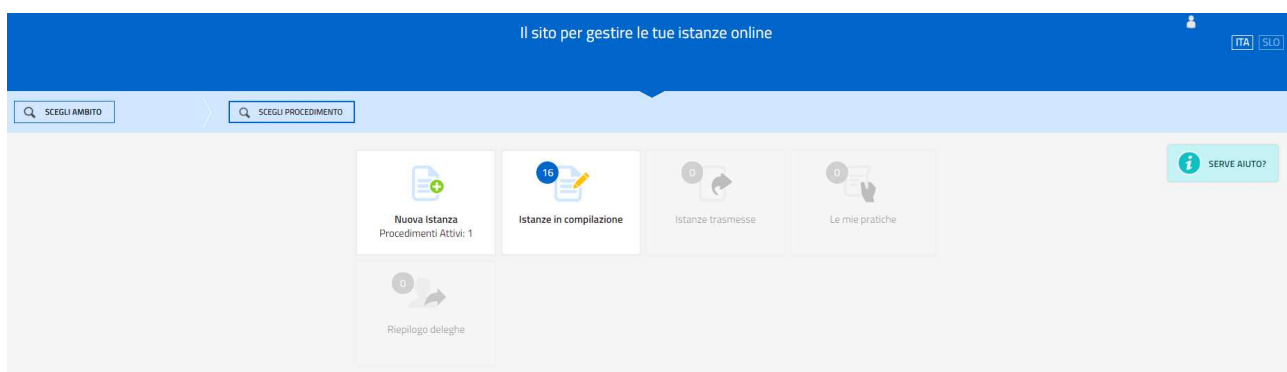 Il sito per gestire le tue istanze online
ITA SLO
SCEGLI AMBITO
SCEGLI PROCEDIMENTO
SERVE AIUTO?
Nuova Istanza
Procedimenti Attivi: 1
16
Istanze in compilazione
0
Istanze trasmesse
0
Le mie pratiche
0
Riepilogo deleghe